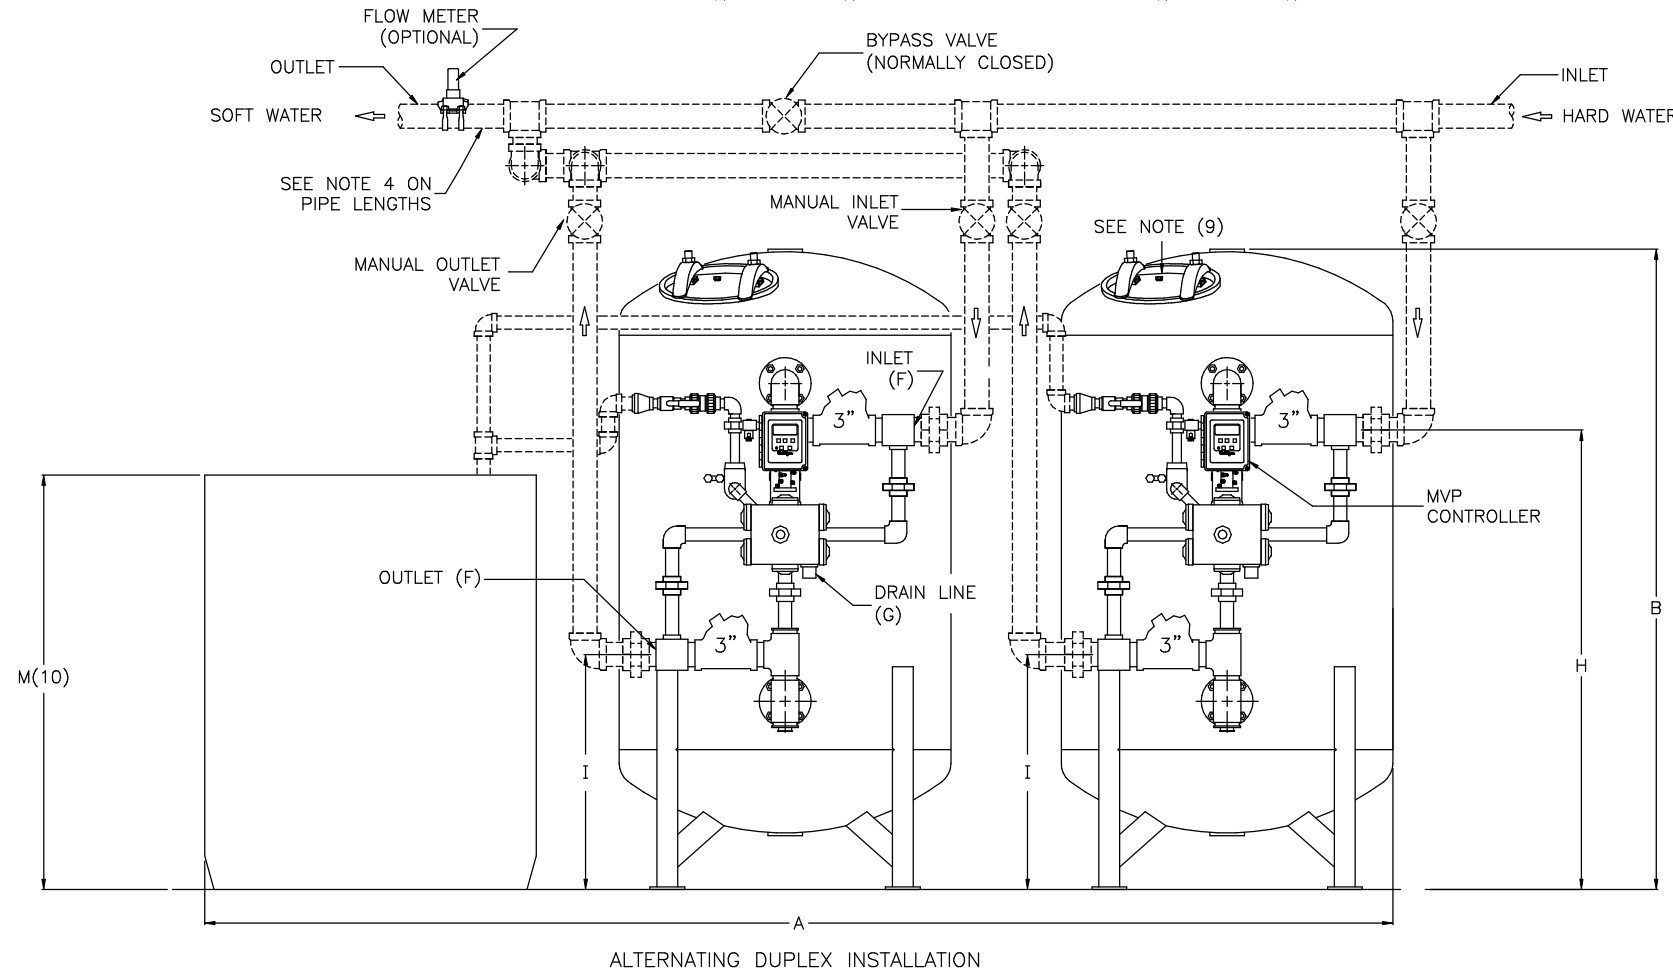 FLOW METER
(OPTIONAL)
BYPASS VALVE
(NORMALLY CLOSED)
OUTLET
INLET
SOFT WATER
HARD WATER
SEE NOTE 4 ON
PIPE LENGTHS
MANUAL INLET
VALVE
SEE NOTE (9)
MANUAL OUTLET
VALVE
INLET
(F)
3"
3"
MVP
CONTROLLER
OUTLET (F)
DRAIN LINE
(G)
B
3"
3"
H
M(10)
I
I
A
ALTERNATING DUPLEX INSTALLATION